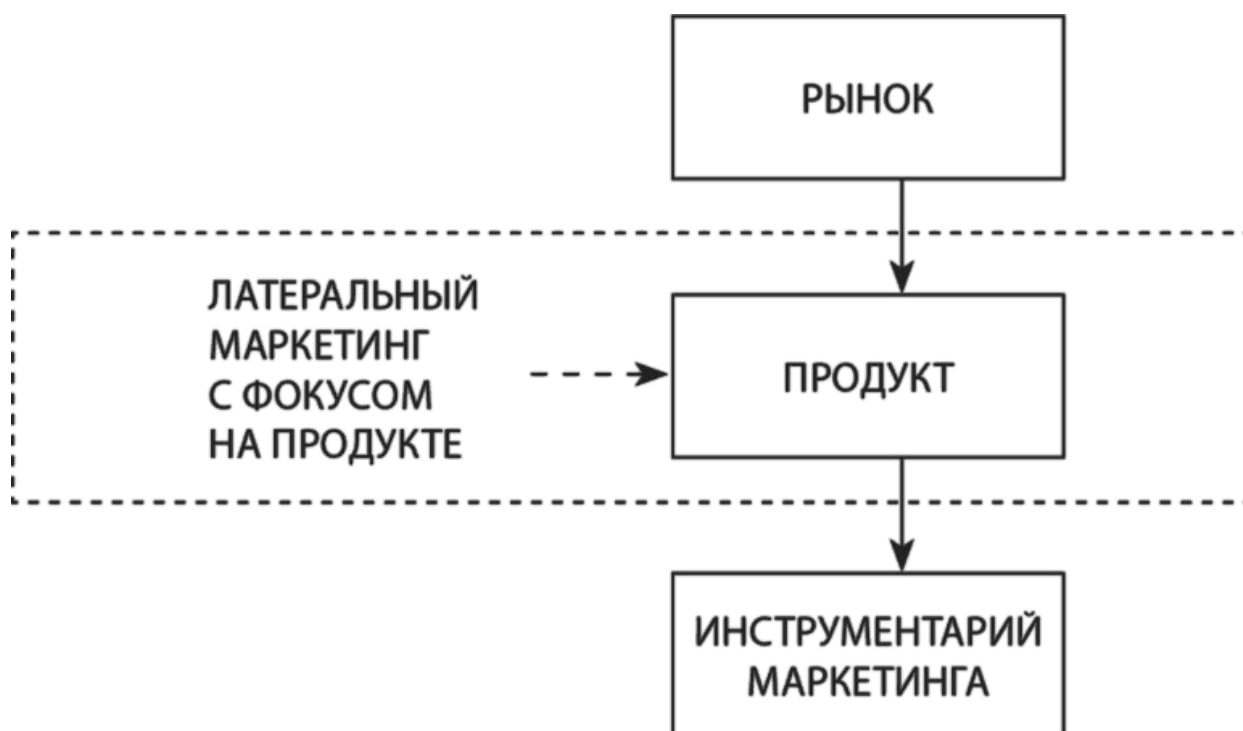 РЫНОК
ЛАТЕРАЛЬНЫЙ
МАРКЕТИНГ
С ФОКУСОМ
НА ПРОДУКТЕ
ПРОДУКТ
ИНСТРУМЕНТАРИЙ
МАРКЕТИНГА